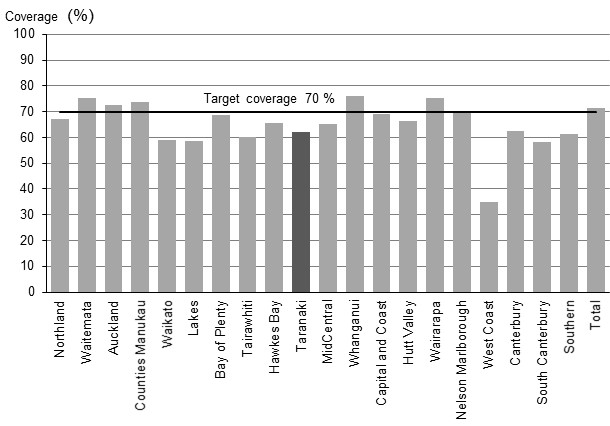 Coverage (%)
100
90
80
70
60
50
40
30
20
10
0
Target coverage 70 %
Northland
Waitemata
Auckland
Counties Manukau
Waikato
Lakes
Bay of Plenty
Tairawhiti
Hawkes Bay
Taranaki
MidCentral
Whanganui
Capital and Coast
Hutt Valley
Wairarapa
Nelson Marlborough
West Coast
Canterbury
South Canterbury
Southern
Total